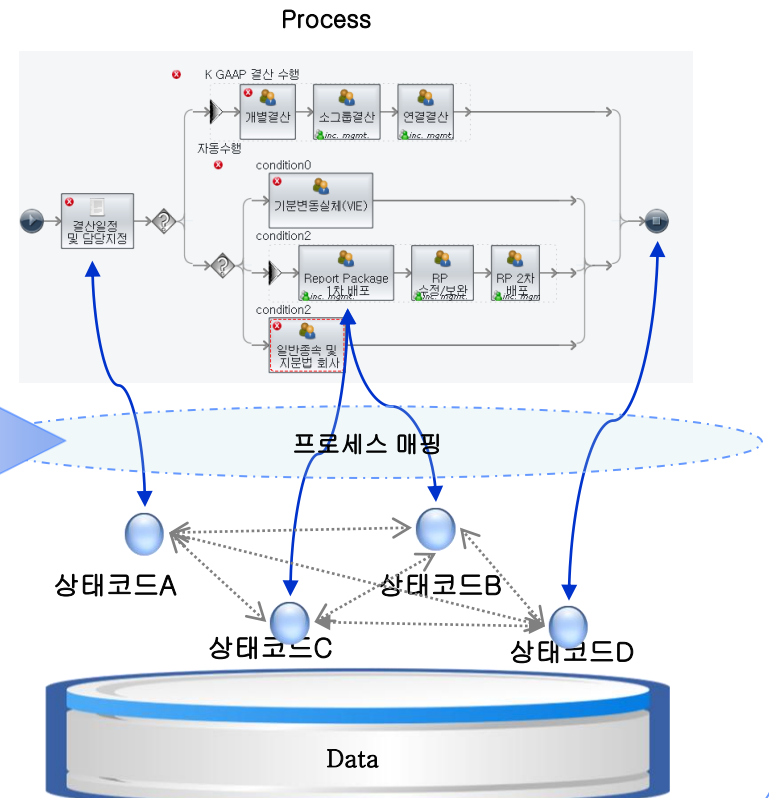 Process
K GAAP 결산 수행
개별결산
소그룹결산
연결결산
inc. mgmt.
inc. mgmt.
자동수행
condition0
기분변동실체(VIE)
결산일정
및 담당지정
condition2
Report Package
1차 배포
inc. mgmt.
RP
수정/보완
inc. mgmt.
RP 2차
배포
inc. mgm
condition2
일반종속 및
지분법 회사
프로세스 매핑
상태코드A
상태코드B
상태코드C
상태코드D
Data